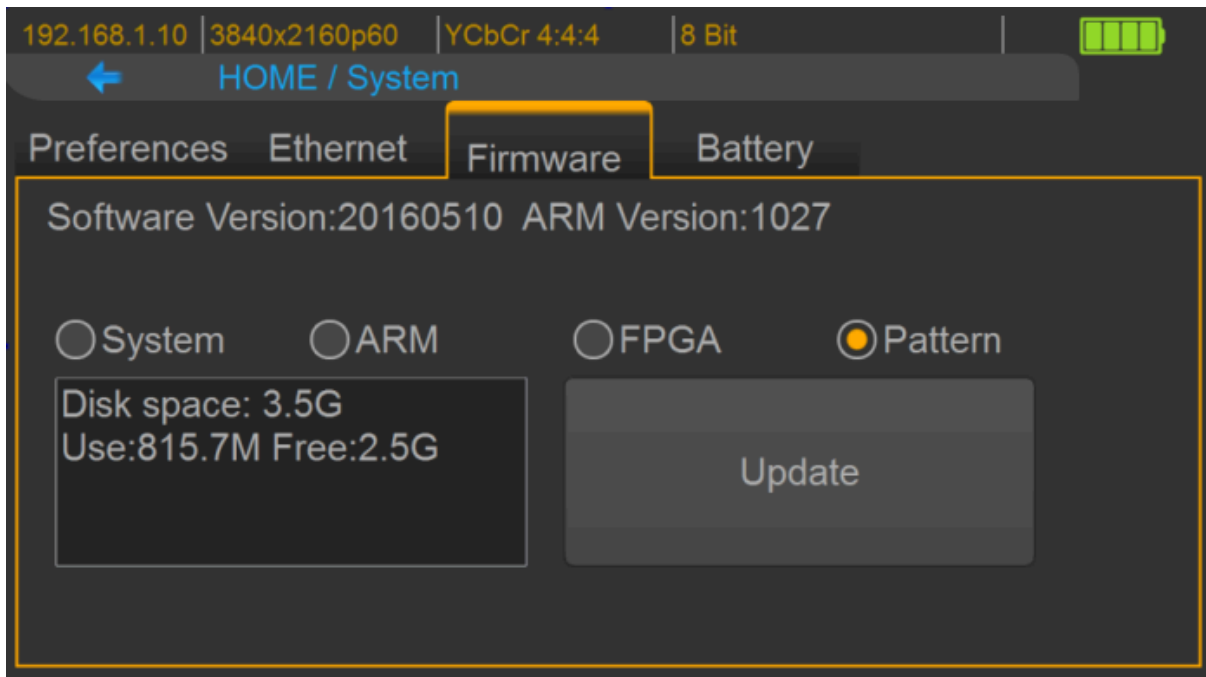 192.168.1.10 3840x2160p60 YCbCr 4:4:4 8 Bit
HOME / System
Preferences Ethernet Firmware Battery
Software Version:20160510 ARM Version:1027
System ARM FPGA Pattern
Disk space: 3.5G
Use:815.7M Free:2.5G
Update